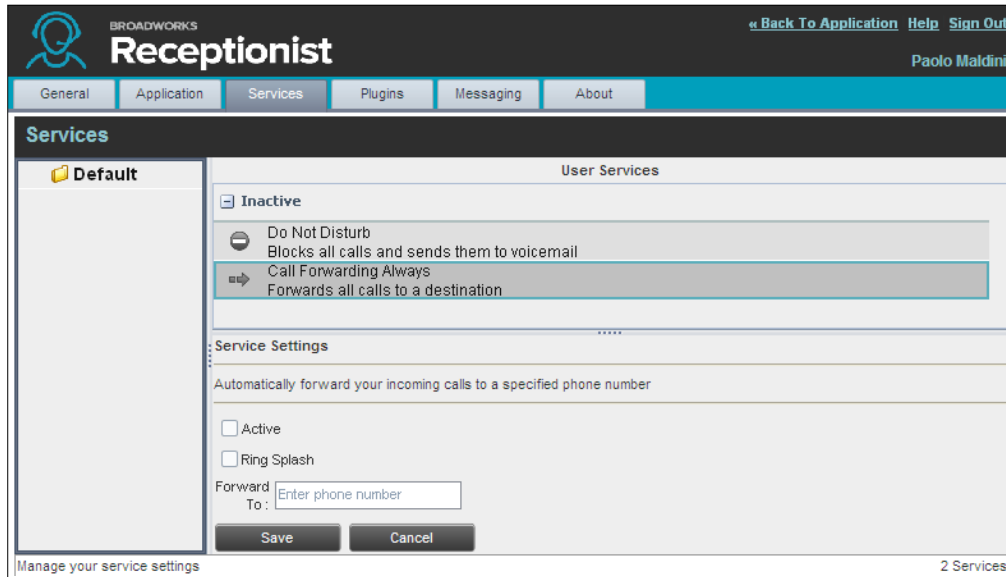 BROADWORKS
Receptionist
« Back To Application Help Sign Out
Paolo Maldini
General Application Services Plugins Messaging About
Services
Default
User Services
Inactive
Do Not Disturb
Blocks all calls and sends them to voicemail
Call Forwarding Always
Forwards all calls to a destination
Service Settings
Automatically forward your incoming calls to a specified phone number
Active
Ring Splash
Forward
To :
Enter phone number
Save Cancel
Manage your service settings 2 Services